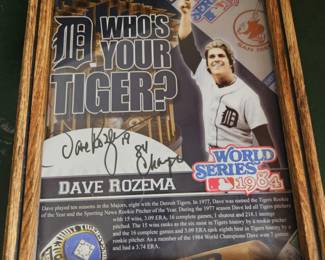 D WHO'S
YOUR
TIGER?
SAN
Dave Rozema 19
84 Champs
DAVE ROZEMA
WORLD
SERIES
1984
Dave played ten seasons in the Majors, eight with the Detroit Tigers. In 1977, Dave was named the Tigers Rookie
of the Year and the Sporting News Rookie Pitcher of the Year. During the 1977 season Dave led all Tigers pitchers
with 15 wins, 3.09 ERA, 16 complete games, 1 shutout and 218.1 innings
pitched. The 15 wins ranks as the in Tigers history by a rookie pitcher
and the 16 complete games and 3.09 ERA rank in Tigers history by a
rookie pitcher. As a member of the 1984 World Champions Dave won 7 games
and had a 3.74 ERA.